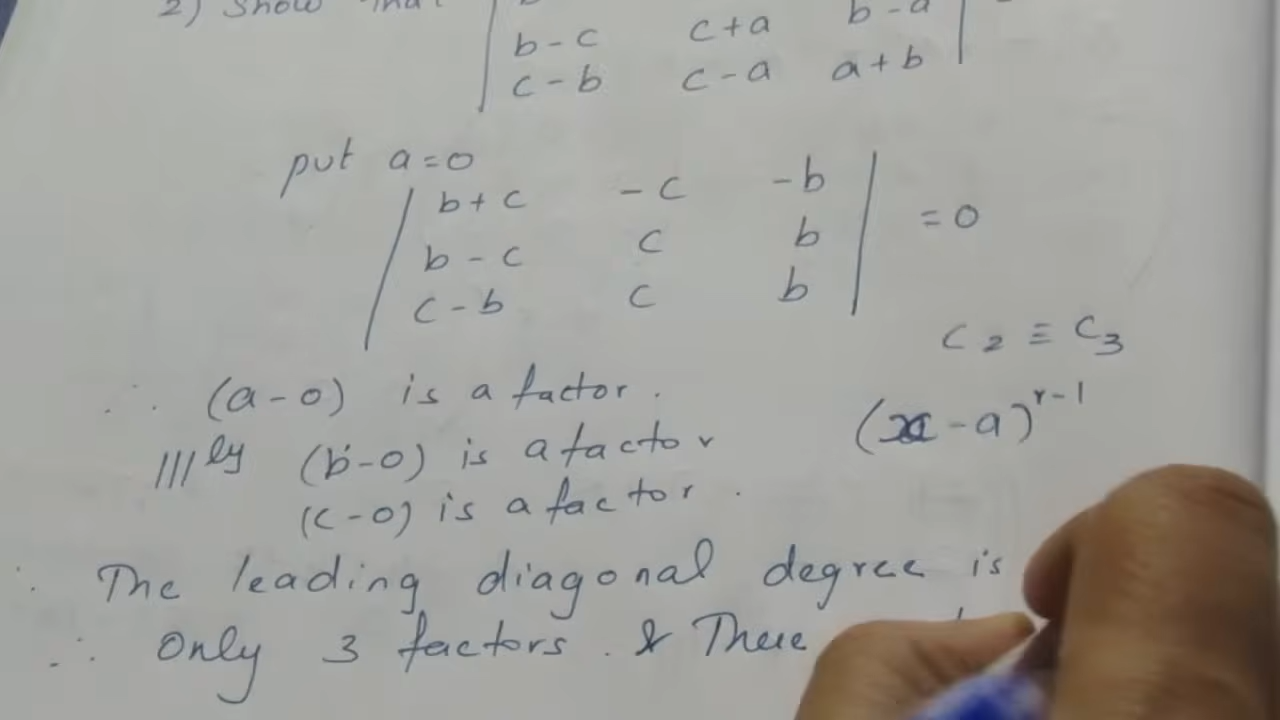 2) Show that
b - c c + a b - a
c - b c - a a + b
put a = 0
b + c - c - b
b - c c b = 0
c - b c b
C2 ≡ C3
∴ (a - 0) is a factor.
(x - a)^r-1
|||ly (b - 0) is a factor
(c - 0) is a factor.
∴ The leading diagonal degree is
∴ Only 3 factors. & There